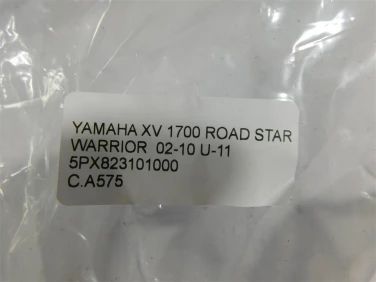 YAMAHA XV 1700 ROAD STAR
WARRIOR 02-10 U-11
5PX823101000
C.A575